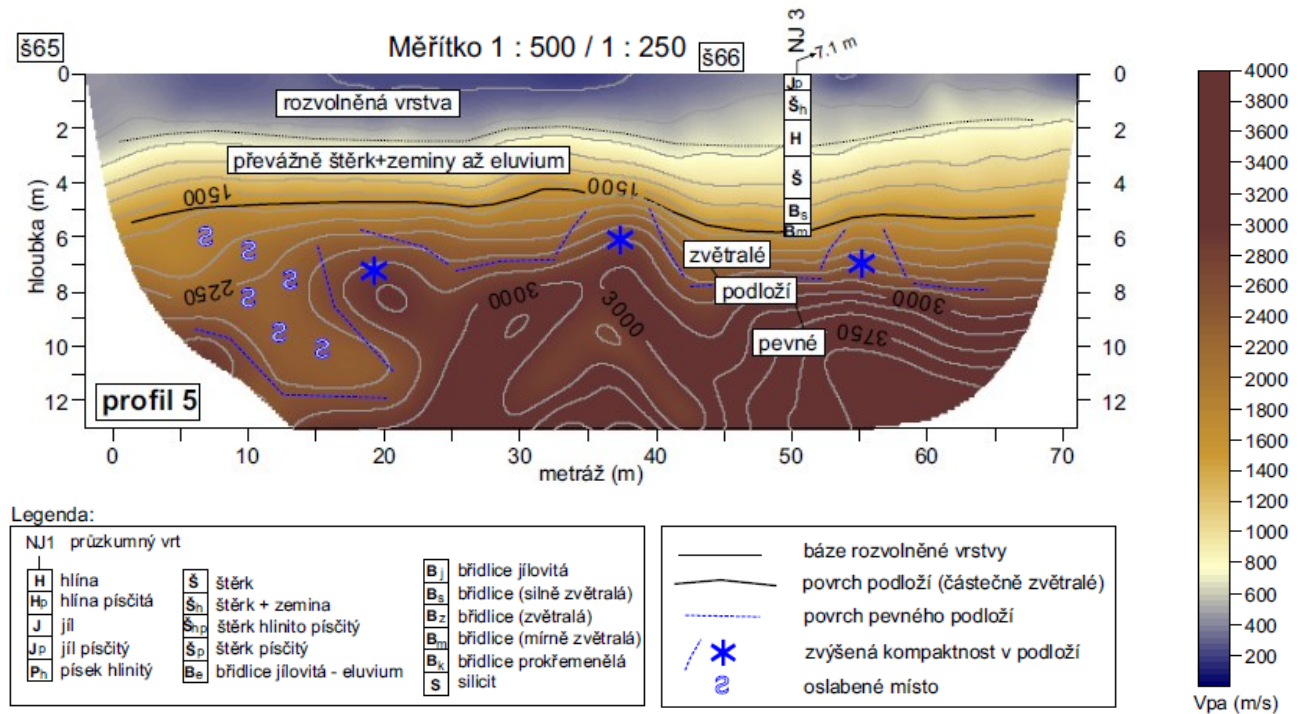 š65
Měřítko 1 : 500 / 1 : 250
š66
NJ 3
7.1 m
0
2
4
6
8
10
12
hloubka (m)
rozvolněná vrstva
převážně štěrk+zeminy až eluvium
1500
1500
2250
3000
3000
3000
3750
zvětralé
podloží
pevné
profil 5
Jp
Šh
H
Š
Bs
Bm
0
2
4
6
8
10
12
0 10 20 30 40 50 60 70
metráž (m)
4000
3800
3600
3400
3200
3000
2800
2600
2400
2200
2000
1800
1600
1400
1200
1000
800
600
400
200
Vpa (m/s)
Legenda:
NJ1 průzkumný vrt
H hlína
Hp hlína písčitá
J jíl
Jp jíl písčitý
Ph písek hlinitý
Š štěrk
Šh štěrk + zemina
Šhp štěrk hlinito písčitý
Šp štěrk písčitý
Be břidlice jílovitá - eluvium
Bj břidlice jílovitá
Bs břidlice (silně zvětralá)
Bz břidlice (zvětralá)
Bm břidlice (mírně zvětralá)
Bk břidlice prokřemenělá
S silicit
báze rozvolněné vrstvy
povrch podloží (částečně zvětralé)
povrch pevného podloží
zvýšená kompaktnost v podloží
oslabené místo